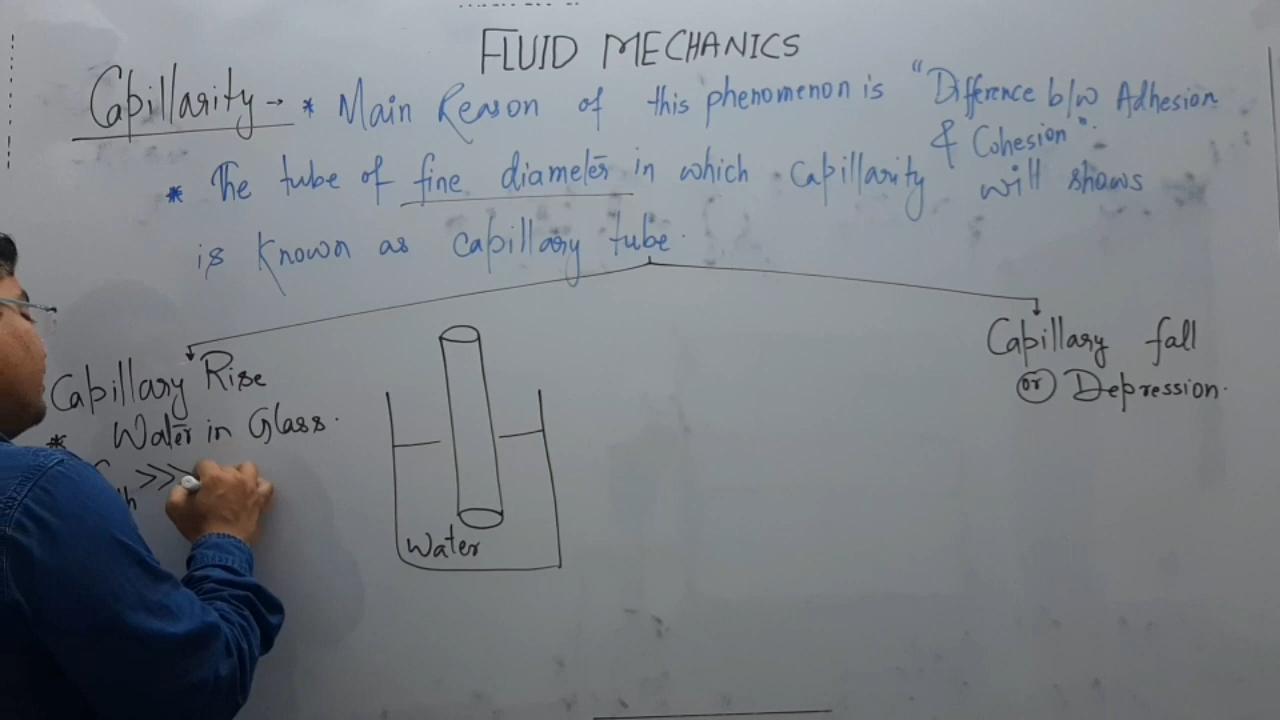 FLUID MECHANICS
Capillarity → * Main Reason of this phenomenon is "Difference b/w Adhesion
& Cohesion".
* The tube of fine diameter in which capillarity will shows
is known as capillary tube.
Capillary Rise
* Water in Glass.
>>>
Water
Capillary fall
or Depression.